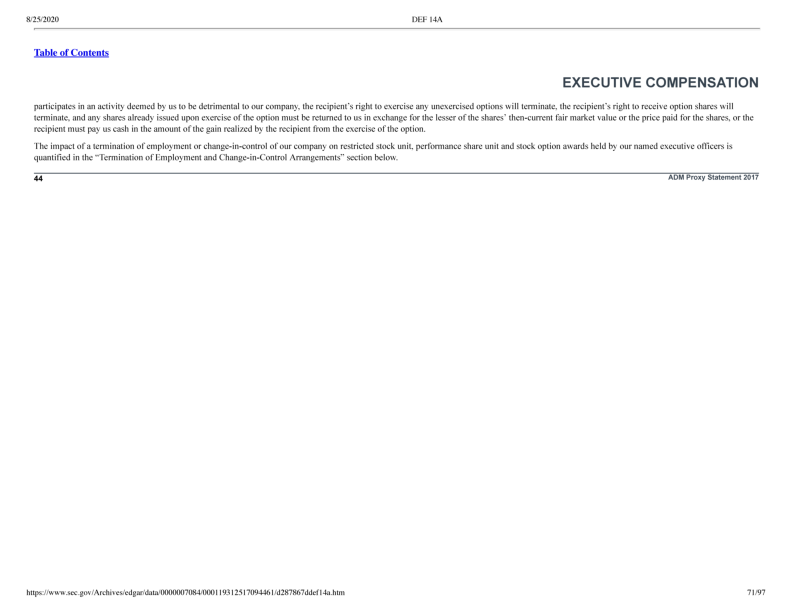 8/25/2020 DEF 14A
Table of Contents
EXECUTIVE COMPENSATION
participates in an activity deemed by us to be detrimental to our company, the recipient’s right to exercise any unexercised options will terminate, the recipient’s right to receive option shares will
terminate, and any shares already issued upon exercise of the option must be returned to us in exchange for the lesser of the shares’ then-current fair market value or the price paid for the shares, or the
recipient must pay us cash in the amount of the gain realized by the recipient from the exercise of the option.
The impact of a termination of employment or change-in-control of our company on restricted stock unit, performance share unit and stock option awards held by our named executive officers is
quantified in the “Termination of Employment and Change-in-Control Arrangements” section below.
44 ADM Proxy Statement 2017
https://www.sec.gov/Archives/edgar/data/0000007084/000119312517094461/d287867ddef14a.htm 71/97